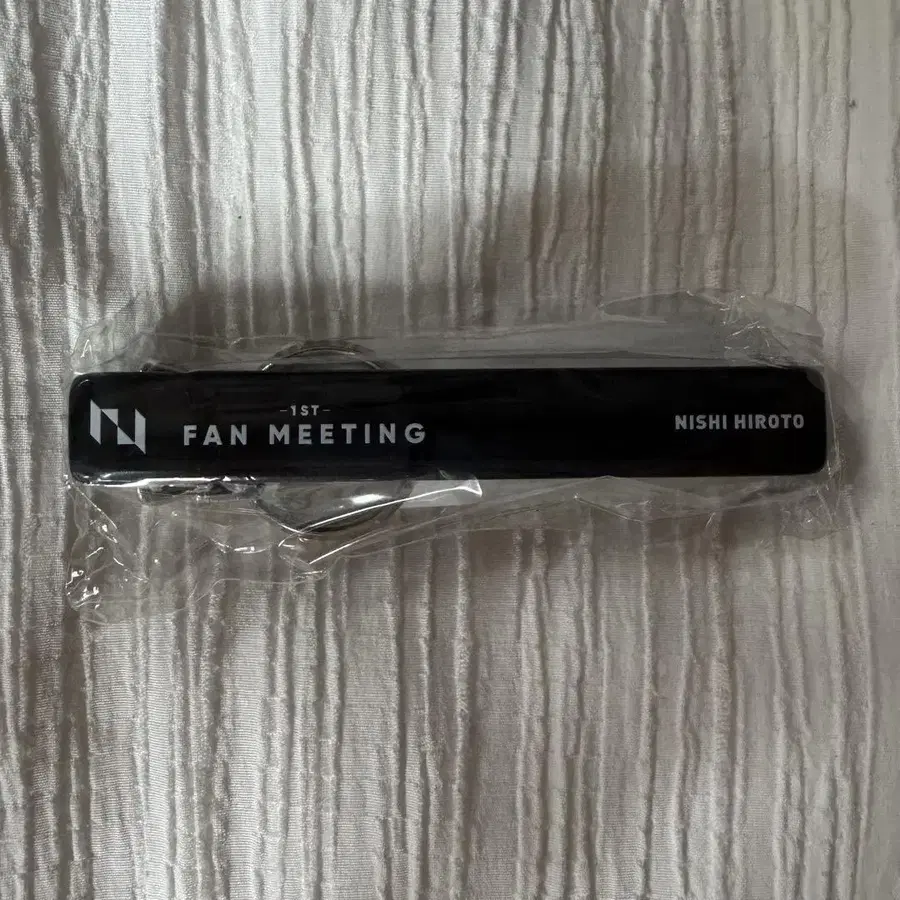 -1ST-
FAN MEETING
NISHI HIROTO